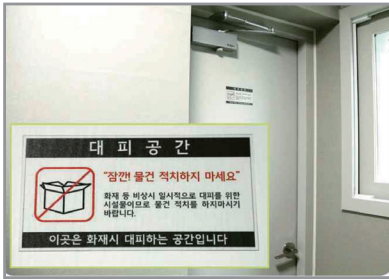 대피공간
"잠깐! 물건 적치하지 마세요"
화재 등 비상시 일시적으로 대피를 위한
시설물이므로 물건 적치를 하지마시기
바랍니다.
이곳은 화재시 대피하는 공간입니다